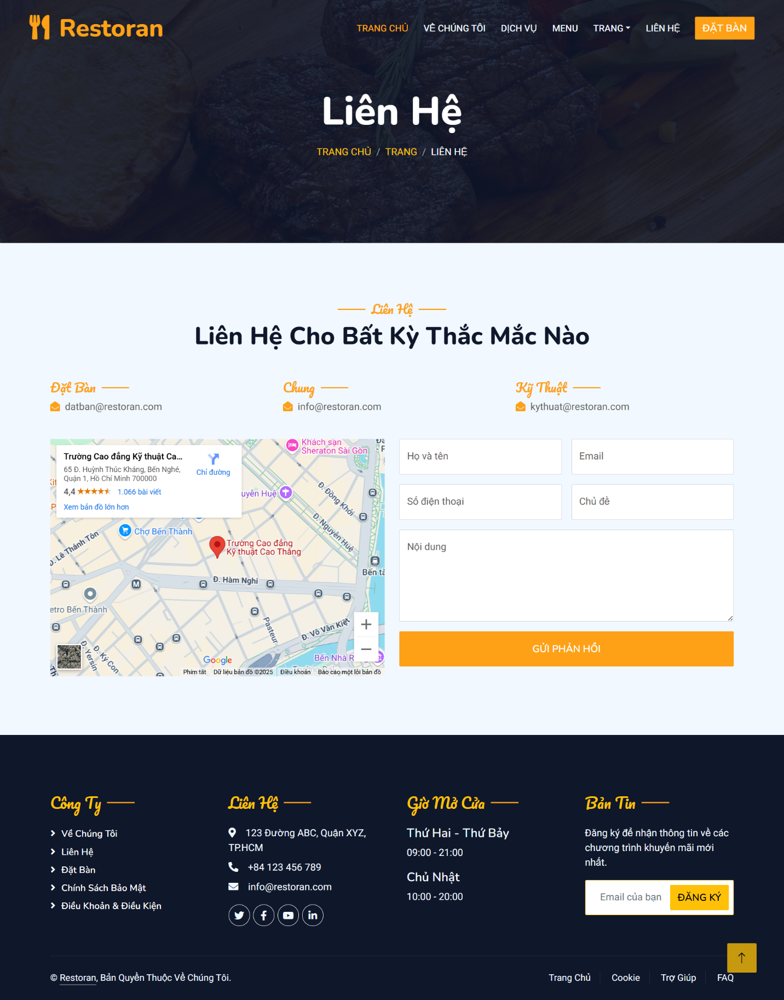 Restoran
TRANG CHỦ
VỀ CHÚNG TÔI
DỊCH VỤ
MENU
TRANG
LIÊN HỆ
ĐẶT BÀN
Liên Hệ
TRANG CHỦ / TRANG / LIÊN HỆ
Liên Hệ
Liên Hệ Cho Bất Kỳ Thắc Mắc Nào
Đặt Bàn
datban@restoran.com
Chung
info@restoran.com
Kỹ Thuật
kythuat@restoran.com
Trường Cao đẳng Kỹ thuật Ca...
65 Đ. Huỳnh Thúc Kháng, Bến Nghé,
Quận 1, Hồ Chí Minh 700000
4,4
1.066 bài viết
Xem bản đồ lớn hơn
Chỉ đường
Khách sạn
Sheraton Sài Gòn
uyễn Huệ
Đ. Đồng Khởi
Đ. Nguyễn Huệ
Đ. Lê Thánh Tôn
Chợ Bến Thành
Trường Cao đẳng
Kỹ thuật Cao Thắng
Đ. Hàm Nghi
M
Bến tà
etro Bến Thành
Pasteur
Đ. Võ Văn Kiệt
Đ. Yersin
Đ. Ký Con
Bến Nhà R
Google
Phím tắt
Dữ liệu bản đồ ©2025
Điều khoản
Báo cáo một lỗi bản đồ
Họ và tên
Email
Số điện thoại
Chủ đề
Nội dung
GỬI PHẢN HỒI
Công Ty
Về Chúng Tôi
Liên Hệ
Đặt Bàn
Chính Sách Bảo Mật
Điều Khoản & Điều Kiện
Liên Hệ
123 Đường ABC, Quận XYZ,
TP.HCM
+84 123 456 789
info@restoran.com
Giờ Mở Cửa
Thứ Hai - Thứ Bảy
09:00 - 21:00
Chủ Nhật
10:00 - 20:00
Bản Tin
Đăng ký để nhận thông tin về các
chương trình khuyến mãi mới
nhất.
Email của bạn
ĐĂNG KÝ
© Restoran, Bản Quyền Thuộc Về Chúng Tôi.
Trang Chủ
Cookie
Trợ Giúp
FAQ